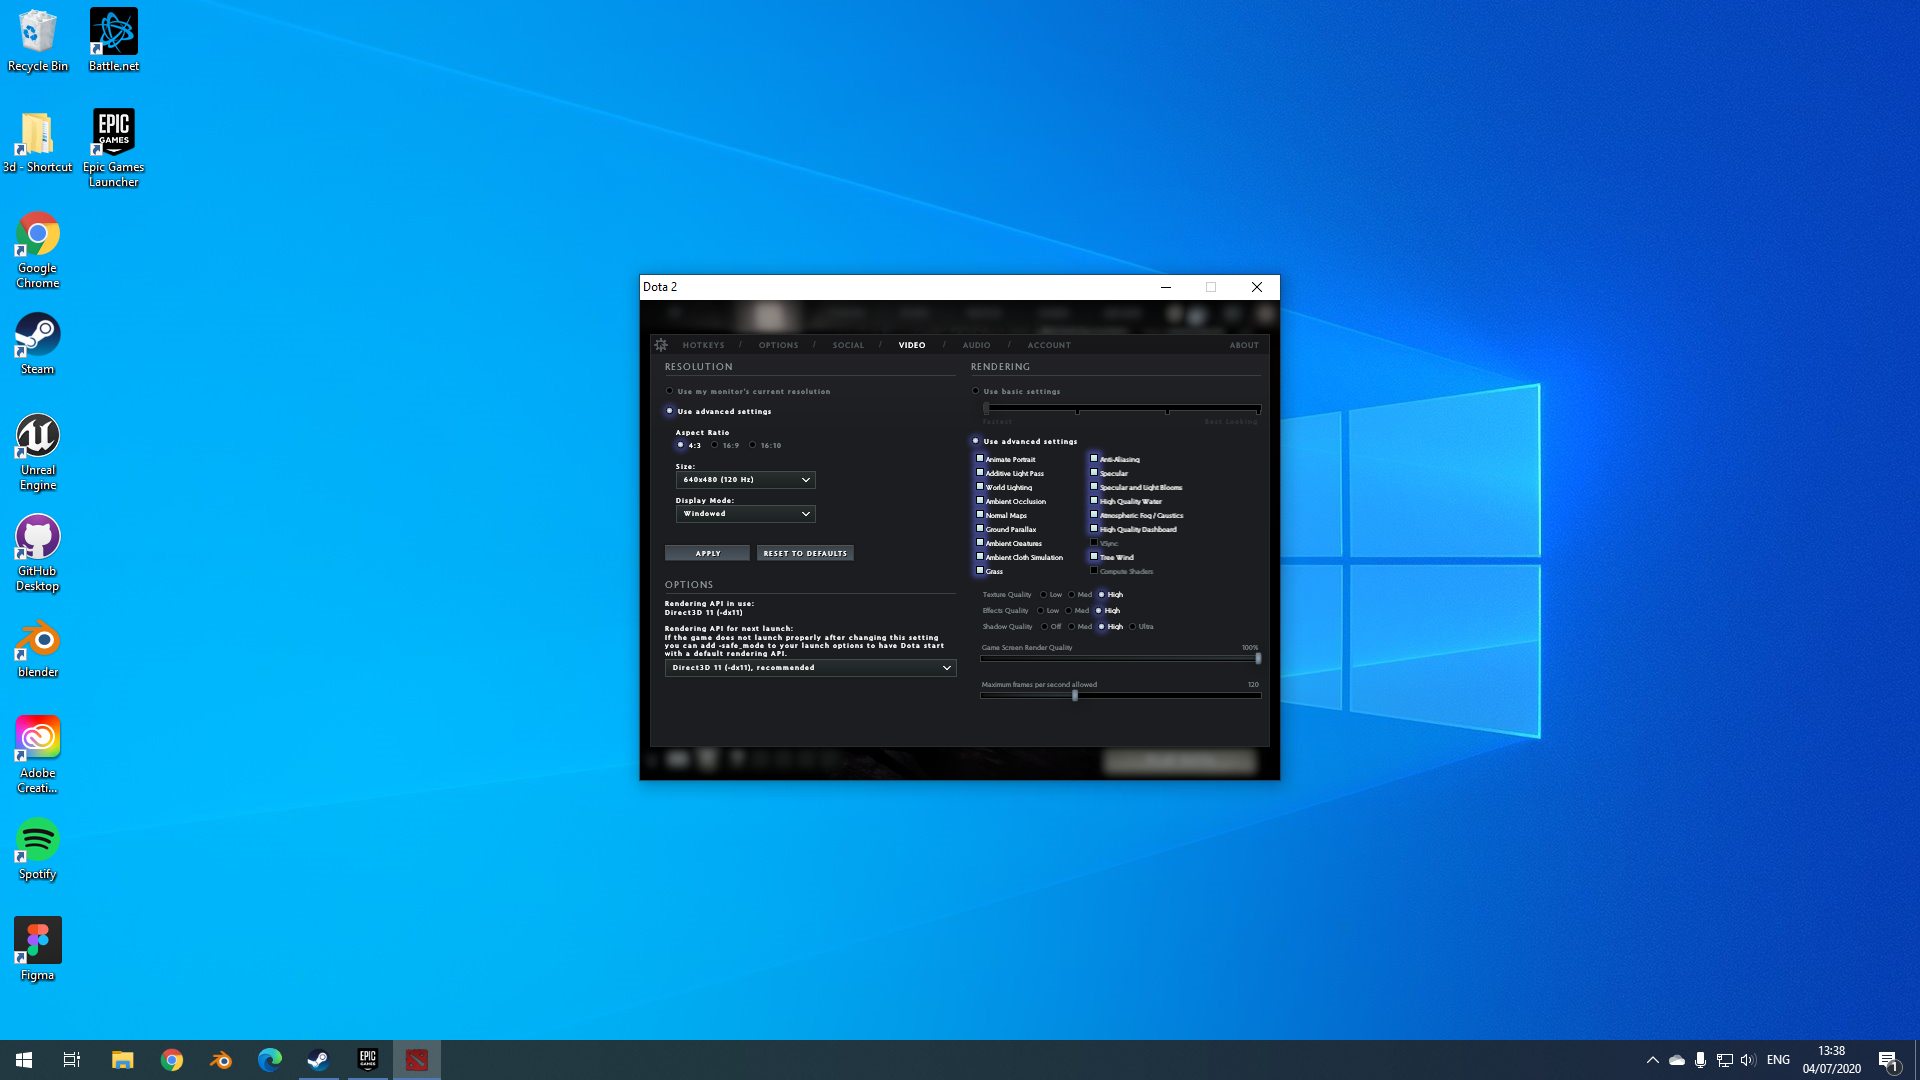 Recycle Bin
Battle.net
3d - Shortcut
EPIC
GAMES
Epic Games
Launcher
Google
Chrome
Steam
Unreal
Engine
GitHub
Desktop
blender
Adobe
Creati...
Spotify
Figma
Dota 2
HOTKEYS / OPTIONS / SOCIAL / VIDEO / AUDIO / ACCOUNT ABOUT
RESOLUTION
Use my monitor's current resolution
Use advanced settings
Aspect Ratio
4:3 16:9 16:10
Size:
640x480 (120 Hz)
Display Mode:
Windowed
APPLY RESET TO DEFAULTS
OPTIONS
Rendering API in use:
Direct3D 11 (-dx11)
Rendering API for next launch:
If the game does not launch properly after changing this setting
you can add -safe_mode to your launch options to have Dota start
with a default rendering API.
Direct3D 11 (-dx11), recommended
RENDERING
Use basic settings
Fastest Best Looking
Use advanced settings
Animate Portrait Anti-Aliasing
Additive Light Pass Specular
World Lighting Specular and Light Blooms
Ambient Occlusion High Quality Water
Normal Maps Atmospheric Fog / Caustics
Ground Parallax High Quality Dashboard
Ambient Creatures VSync
Ambient Cloth Simulation Tree Wind
Grass Compute Shaders
Texture Quality Low Med High
Effects Quality Low Med High
Shadow Quality Off Med High Ultra
Game Screen Render Quality 100%
Maximum frames per second allowed 120
EPIC
GAMES
ENG
13:38
04/07/2020
1